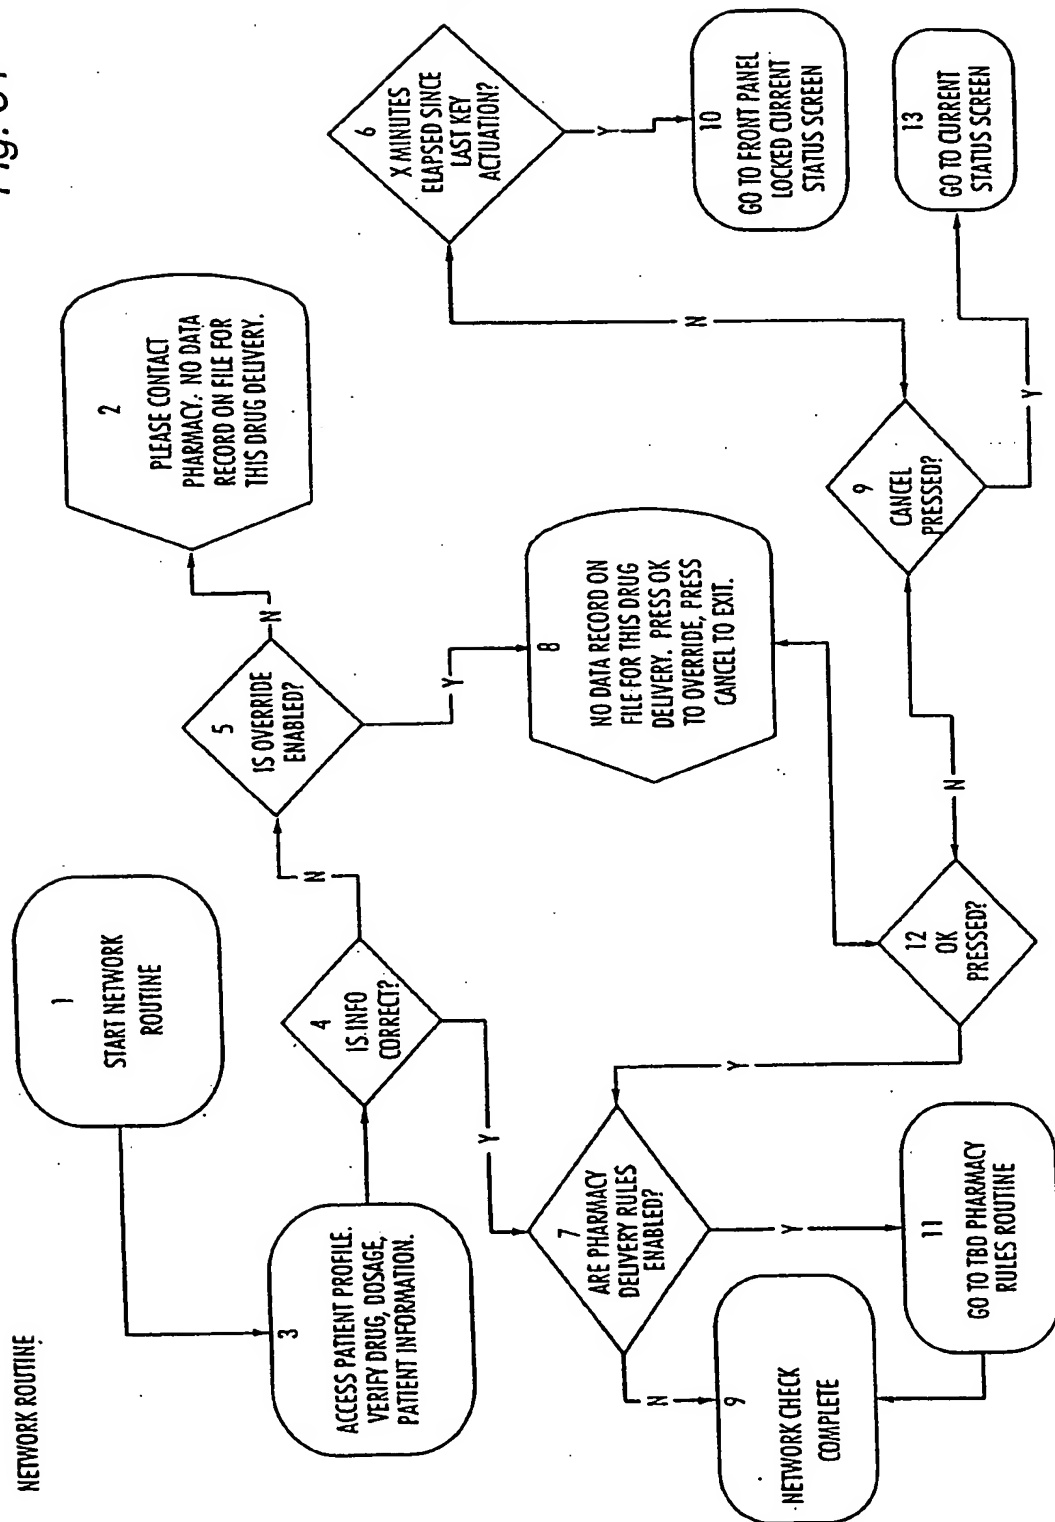 NETWORK ROUTINE
Fig.
1
START NETWORK
ROUTINE
2
PLEASE CONTACT
PHARMACY. NO DATA
RECORD ON FILE FOR
THIS DRUG DELIVERY.
3
ACCESS PATIENT PROFILE.
VERIFY DRUG, DOSAGE,
PATIENT INFORMATION.
4
IS INFO
CORRECT?
N
Y
5
IS OVERRIDE
ENABLED?
N
Y
6
X MINUTES
ELAPSED SINCE
LAST KEY
ACTUATION?
Y
N
7
ARE PHARMACY
DELIVERY RULES
ENABLED?
N
Y
8
NO DATA RECORD ON
FILE FOR THIS DRUG
DELIVERY. PRESS OK
TO OVERRIDE, PRESS
CANCEL TO EXIT.
10
GO TO FRONT PANEL
LOCKED CURRENT
STATUS SCREEN
9
NETWORK CHECK
COMPLETE
11
GO TO TBD PHARMACY
RULES ROUTINE
12
OK
PRESSED?
Y
N
9
CANCEL
PRESSED?
Y
13
GO TO CURRENT
STATUS SCREEN